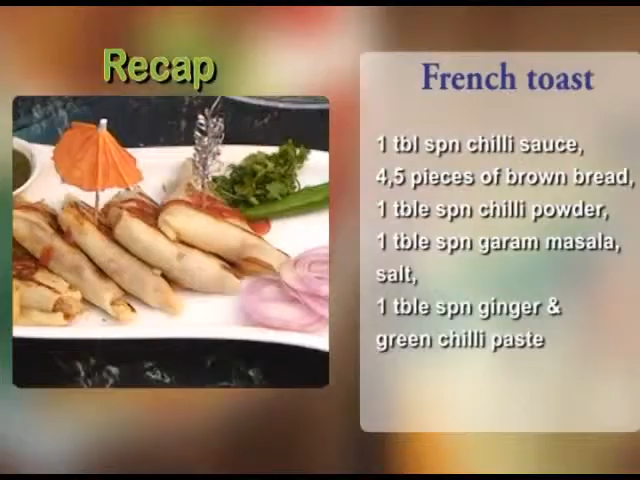 Recap
French toast
1 tbl spn chilli sauce,
4,5 pieces of brown bread,
1 tble spn chilli powder,
1 tble spn garam masala,
salt,
1 tble spn ginger &
green chilli paste